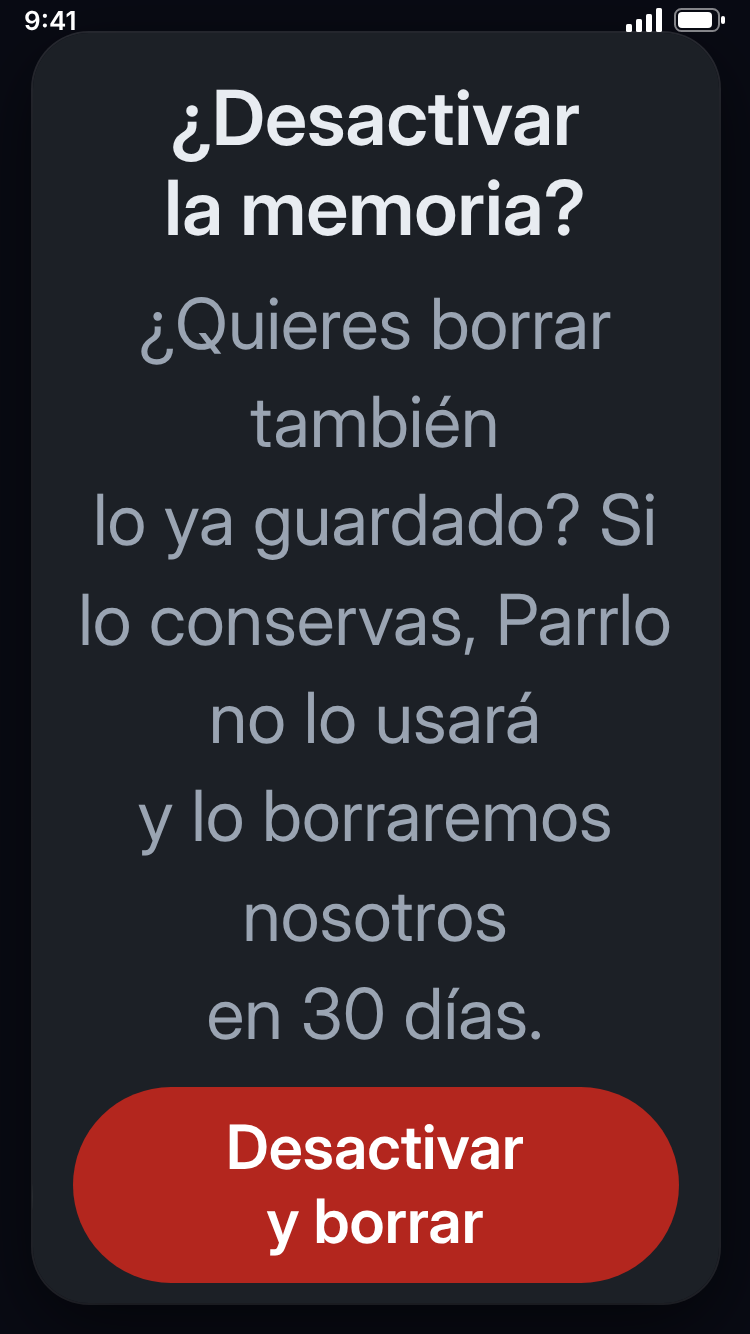 9:41
¿Desactivar
la memoria?
¿Quieres borrar
también
lo ya guardado? Si
lo conservas, Parrlo
no lo usará
y lo borraremos
nosotros
en 30 días.
Desactivar
y borrar